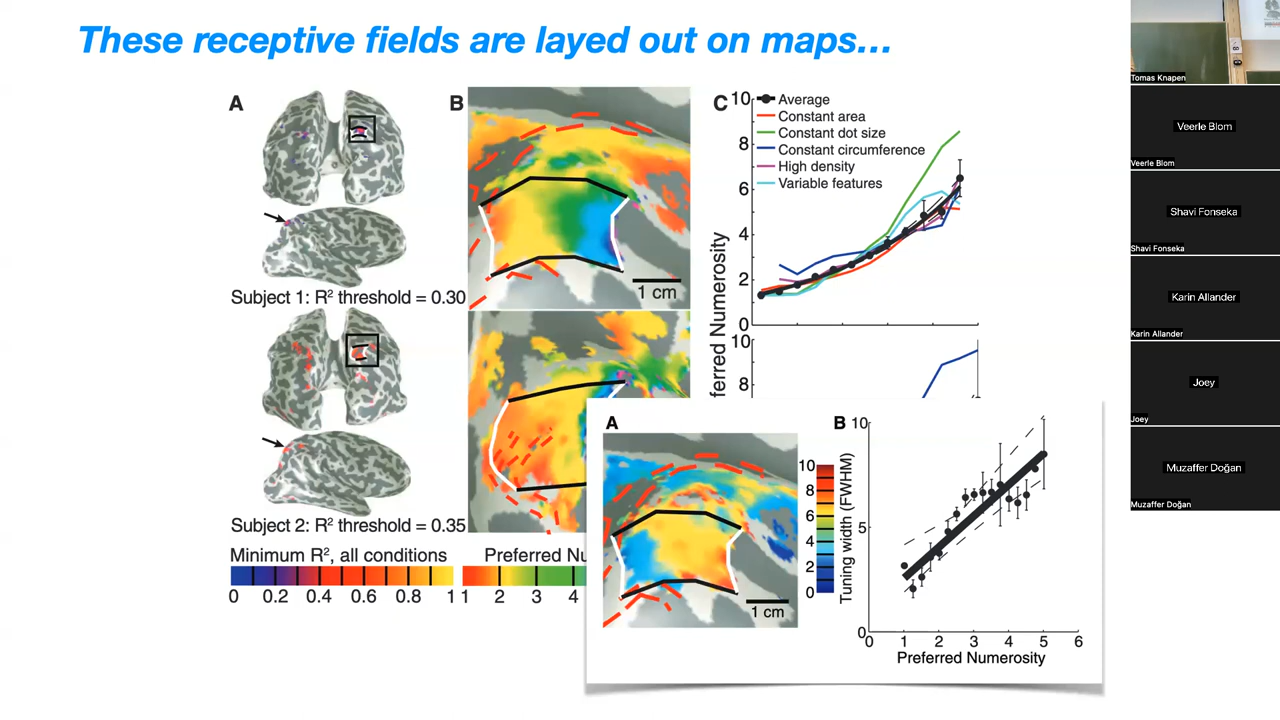 These receptive fields are layed out on maps...
A
B
C
10
8
6
4
2
0
Average
Constant area
Constant dot size
Constant circumference
High density
Variable features
Subject 1: R² threshold = 0.30
1 cm
ferred Numerosity
10
8
Subject 2: R² threshold = 0.35
Minimum R², all conditions
0 0.2 0.4 0.6 0.8 1
Preferred Nu
1 2 3 4
A
1 cm
10
8
6
4
2
0
Tuning width (FWHM)
B
10
5
0
0 1 2 3 4 5 6
Preferred Numerosity
Tomas Knapen
Veerle Blom
Veerle Blom
Shavi Fonseka
Shavi Fonseka
Karin Allander
Karin Allander
Joey
Joey
Muzaffer Doğan
Muzaffer Doğan